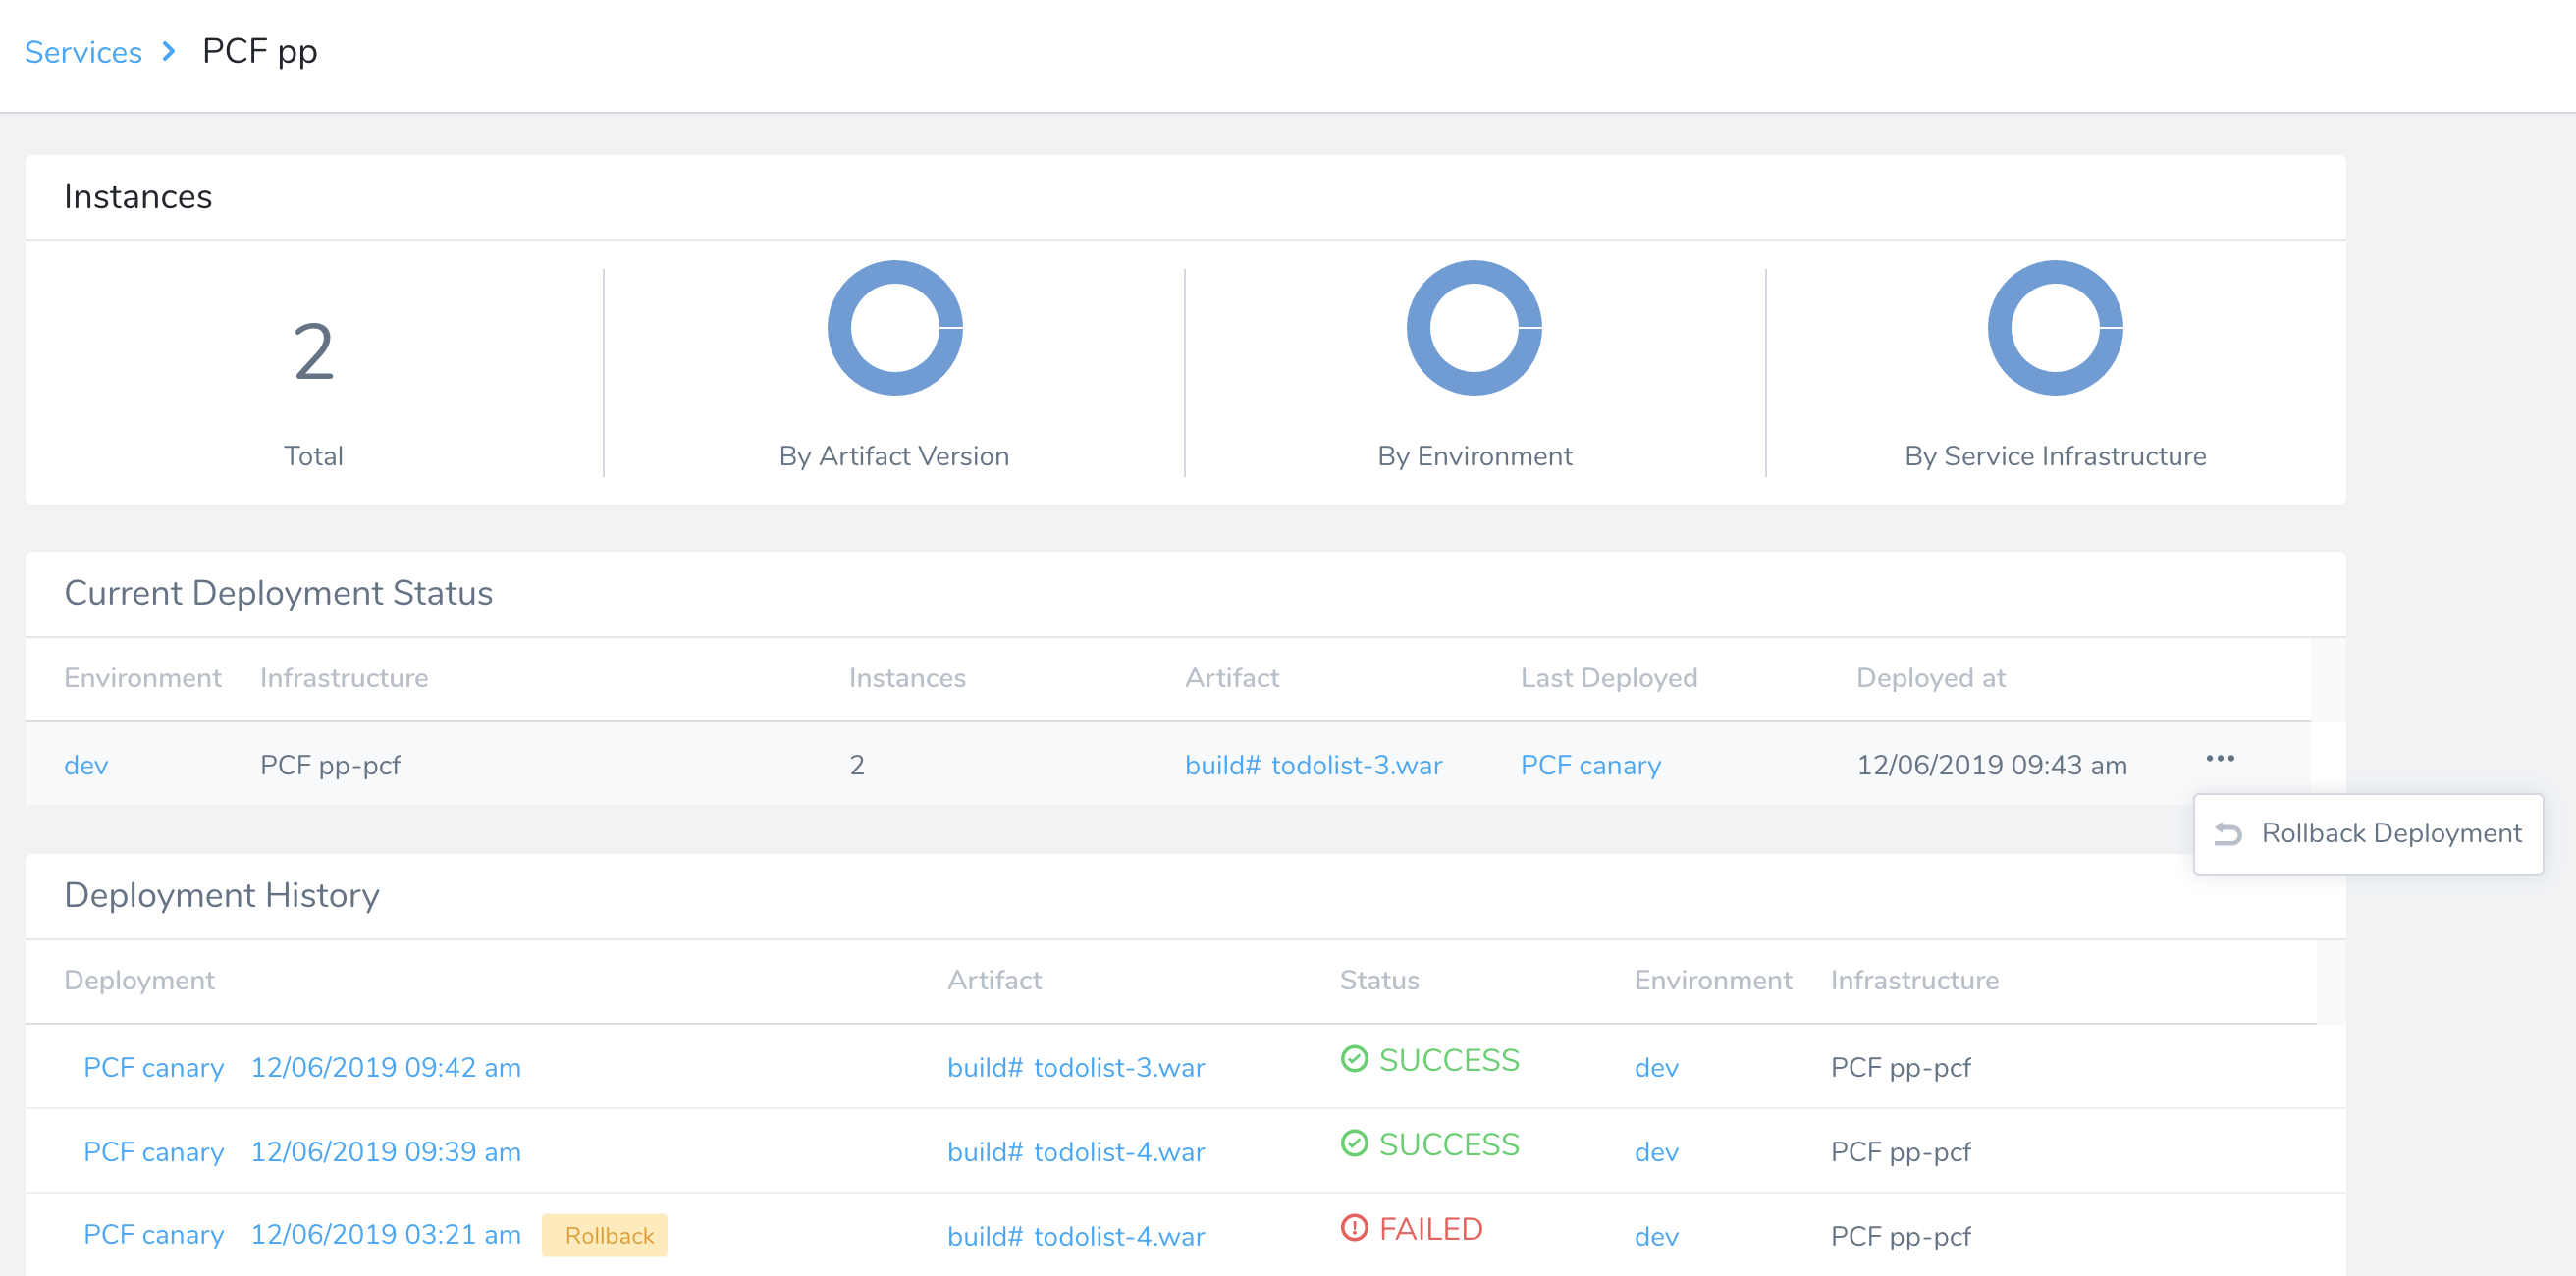 Services > PCF pp
Instances
2
Total
By Artifact Version
By Environment
By Service Infrastructure
Current Deployment Status
Environment Infrastructure Instances Artifact Last Deployed Deployed at
dev PCF pp-pcf 2 build# todolist-3.war PCF canary 12/06/2019 09:43 am •••
Rollback Deployment
Deployment History
Deployment Artifact Status Environment Infrastructure
PCF canary 12/06/2019 09:42 am build# todolist-3.war SUCCESS dev PCF pp-pcf
PCF canary 12/06/2019 09:39 am build# todolist-4.war SUCCESS dev PCF pp-pcf
PCF canary 12/06/2019 03:21 am Rollback build# todolist-4.war FAILED dev PCF pp-pcf